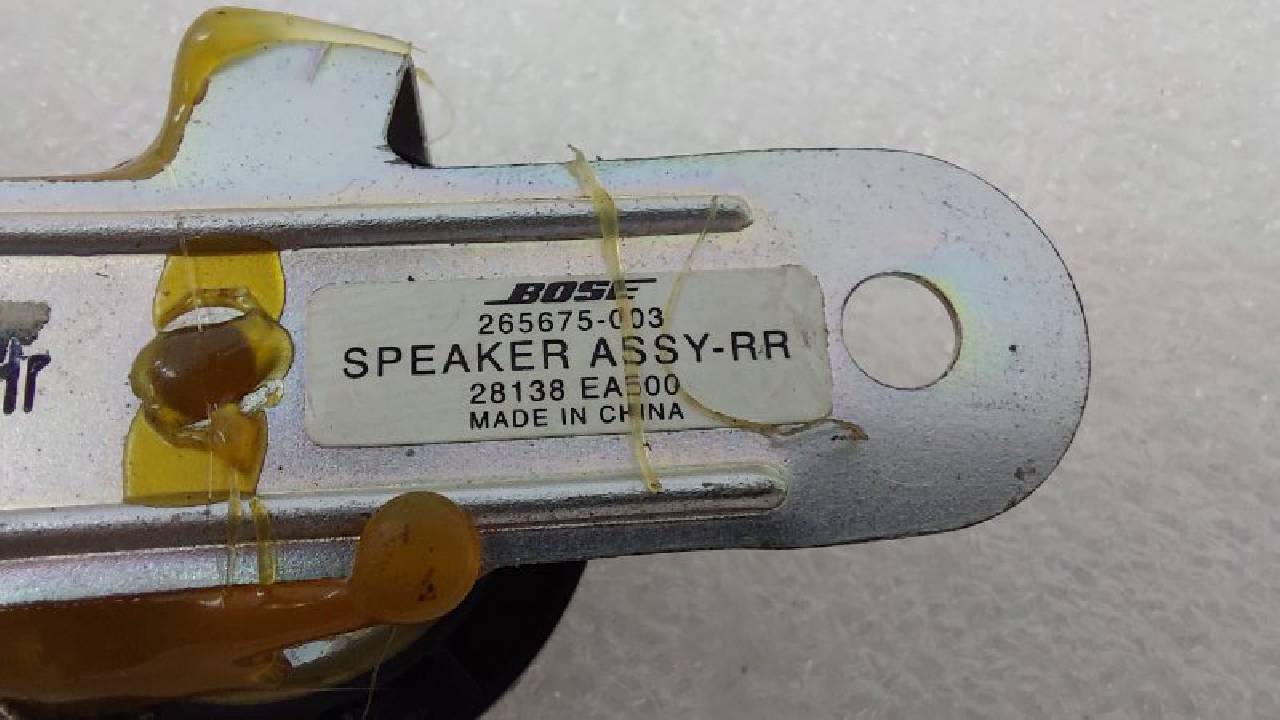 BOSE
265675-003
SPEAKER ASSY-RR
28138 EA500
MADE IN CHINA